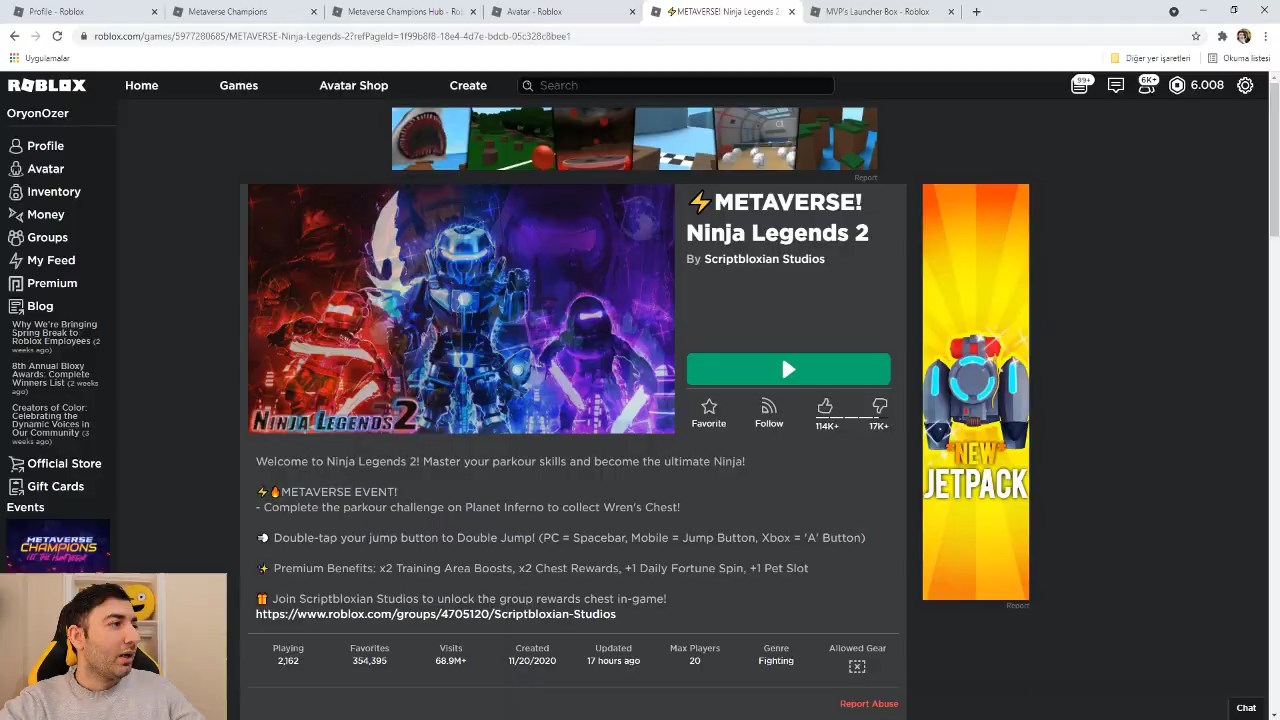 Profile - Roblox
Metaverse Champions
Metaverse Champions Hub - Rob
Avatar - Roblox
⚡METAVERSE! Ninja Legends 2
MVP's Launcher Box - Roblox
roblox.com/games/5977280685/METAVERSE-Ninja-Legends-2?refPageId=1f99b8f8-18e4-4d7e-bdcb-05c328c8bee1
Uygulamalar
Diğer yer işaretleri
Okuma listesi
ROBLOX
Home
Games
Avatar Shop
Create
Search
99+
6K+
6.008
OryonOzer
Profile
Avatar
Inventory
Money
Groups
My Feed
Premium
Blog
Why We're Bringing
Spring Break to
Roblox Employees (2
weeks ago)
8th Annual Bloxy
Awards: Complete
Winners List (2 weeks
ago)
Creators of Color:
Celebrating the
Dynamic Voices in
Our Community (3
weeks ago)
Official Store
Gift Cards
Events
METAVERSE
CHAMPIONS
Report
NINJA LEGENDS 2
⚡METAVERSE!
Ninja Legends 2
By Scriptbloxian Studios
Favorite
Follow
114K+
17K+
Welcome to Ninja Legends 2! Master your parkour skills and become the ultimate Ninja!
⚡🔥METAVERSE EVENT!
- Complete the parkour challenge on Planet Inferno to collect Wren's Chest!
💨 Double-tap your jump button to Double Jump! (PC = Spacebar, Mobile = Jump Button, Xbox = 'A' Button)
✨ Premium Benefits: x2 Training Area Boosts, x2 Chest Rewards, +1 Daily Fortune Spin, +1 Pet Slot
🎁 Join Scriptbloxian Studios to unlock the group rewards chest in-game!
https://www.roblox.com/groups/4705120/Scriptbloxian-Studios
Playing
Favorites
Visits
Created
Updated
Max Players
Genre
Allowed Gear
2,162
354,395
68.9M+
11/20/2020
17 hours ago
20
Fighting
Report Abuse
*NEW*
JETPACK
Report
Chat